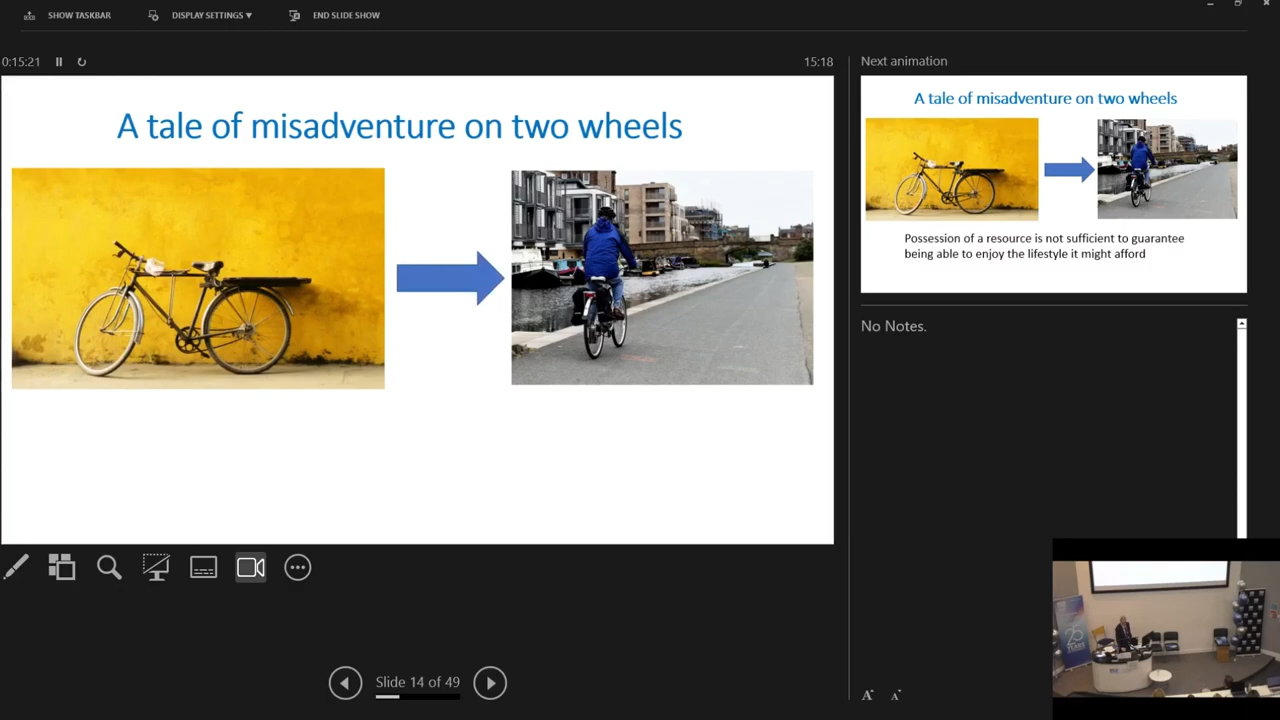 SHOW TASKBAR
DISPLAY SETTINGS ▼
END SLIDE SHOW
0:15:21
15:18
Next animation
A tale of misadventure on two wheels
A tale of misadventure on two wheels
Possession of a resource is not sufficient to guarantee
being able to enjoy the lifestyle it might afford
No Notes.
Slide 14 of 49
A A
25
YEARS